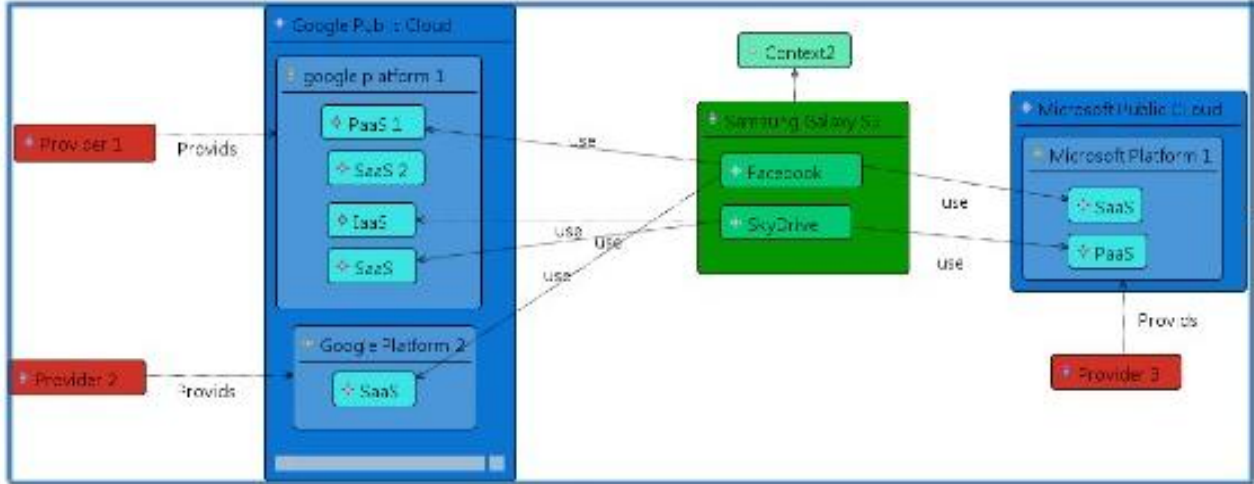 Google Public Cloud
google platform 1
PaaS 1
SaaS 2
IaaS
SaaS
Google Platform 2
SaaS
Provider 1
Provids
Provider 2
Provids
use
use
use
use
Context2
Samsung Galaxy
Facebook
SkyDrive
use
use
Microsoft Public CLoud
Microsoft Platform 1
SaaS
PaaS
Provids
Provider 3